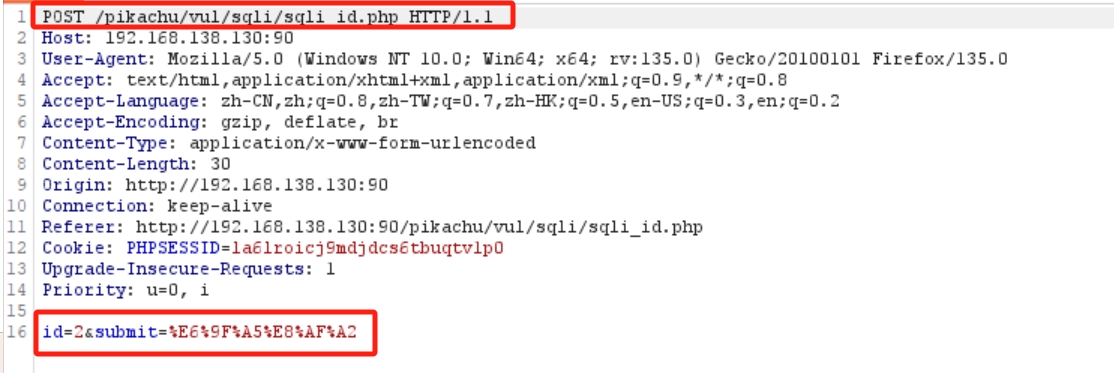 1 POST /pikachu/vul/sqli/sqli_id.php HTTP/1.1
2 Host: 192.168.138.130:90
3 User-Agent: Mozilla/5.0 (Windows NT 10.0; Win64; x64; rv:135.0) Gecko/20100101 Firefox/135.0
4 Accept: text/html,application/xhtml+xml,application/xml;q=0.9,*/*;q=0.8
5 Accept-Language: zh-CN,zh;q=0.8,zh-TW;q=0.7,zh-HK;q=0.5,en-US;q=0.3,en;q=0.2
6 Accept-Encoding: gzip, deflate, br
7 Content-Type: application/x-www-form-urlencoded
8 Content-Length: 30
9 Origin: http://192.168.138.130:90
10 Connection: keep-alive
11 Referer: http://192.168.138.130:90/pikachu/vul/sqli/sqli_id.php
12 Cookie: PHPSESSID=la6lroicj9mdjdcs6tbuqtvlp0
13 Upgrade-Insecure-Requests: 1
14 Priority: u=0, i
15
16 id=2&submit=%E6%9F%A5%E8%AF%A2